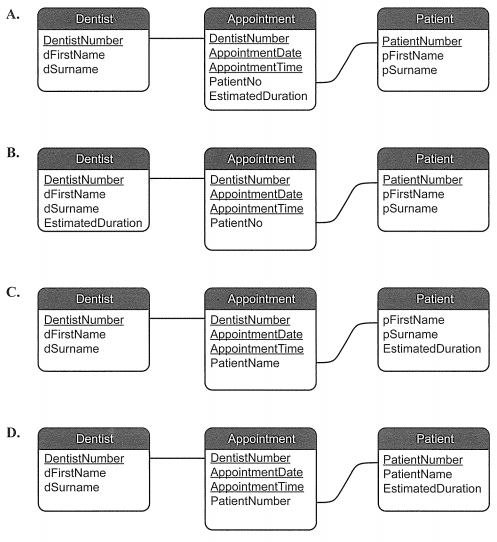 A.
Dentist
DentistNumber
dFirstName
dSurname
Appointment
DentistNumber
AppointmentDate
AppointmentTime
PatientNo
EstimatedDuration
Patient
PatientNumber
pFirstName
pSurname
B.
Dentist
DentistNumber
dFirstName
dSurname
EstimatedDuration
Appointment
DentistNumber
AppointmentDate
AppointmentTime
PatientNo
Patient
PatientNumber
pFirstName
pSurname
C.
Dentist
DentistNumber
dFirstName
dSurname
Appointment
DentistNumber
AppointmentDate
AppointmentTime
PatientName
Patient
pFirstName
pSurname
EstimatedDuration
D.
Dentist
DentistNumber
dFirstName
dSurname
Appointment
DentistNumber
AppointmentDate
AppointmentTime
PatientNumber
Patient
PatientNumber
PatientName
EstimatedDuration